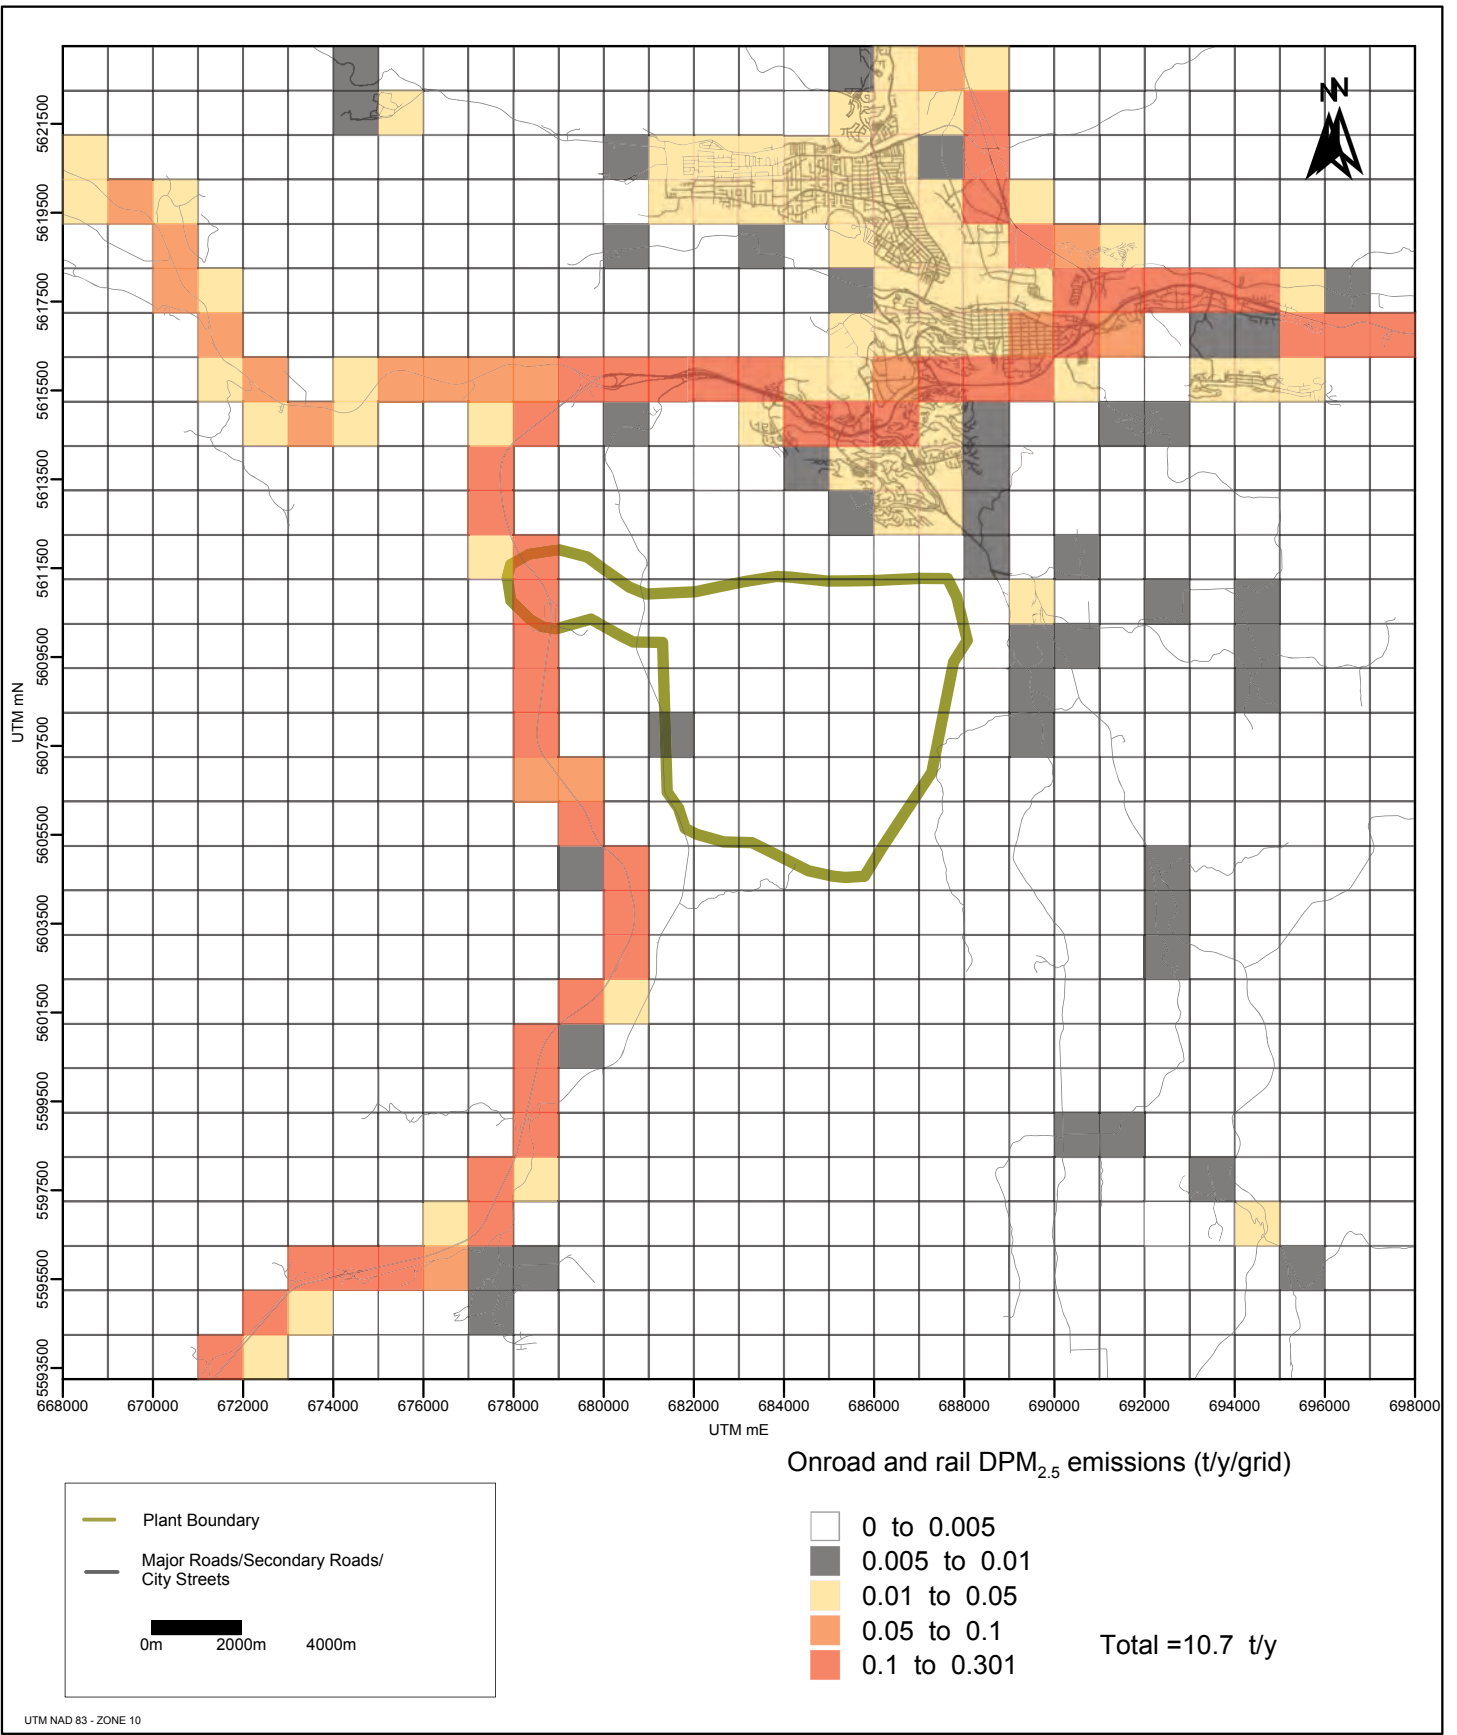 NN
5621500
5619500
5617500
5615500
5613500
5611500
5609500
5607500
5605500
5603500
5601500
5599500
5597500
5595500
5593500
UTM mN
668000 670000 672000 674000 676000 678000 680000 682000 684000 686000 688000 690000 692000 694000 696000 698000
UTM mE
Onroad and rail DPM2.5 emissions (t/y/grid)
Plant Boundary
Major Roads/Secondary Roads/
City Streets
0m 2000m 4000m
0 to 0.005
0.005 to 0.01
0.01 to 0.05
0.05 to 0.1
0.1 to 0.301
Total =10.7 t/y
UTM NAD 83 - ZONE 10